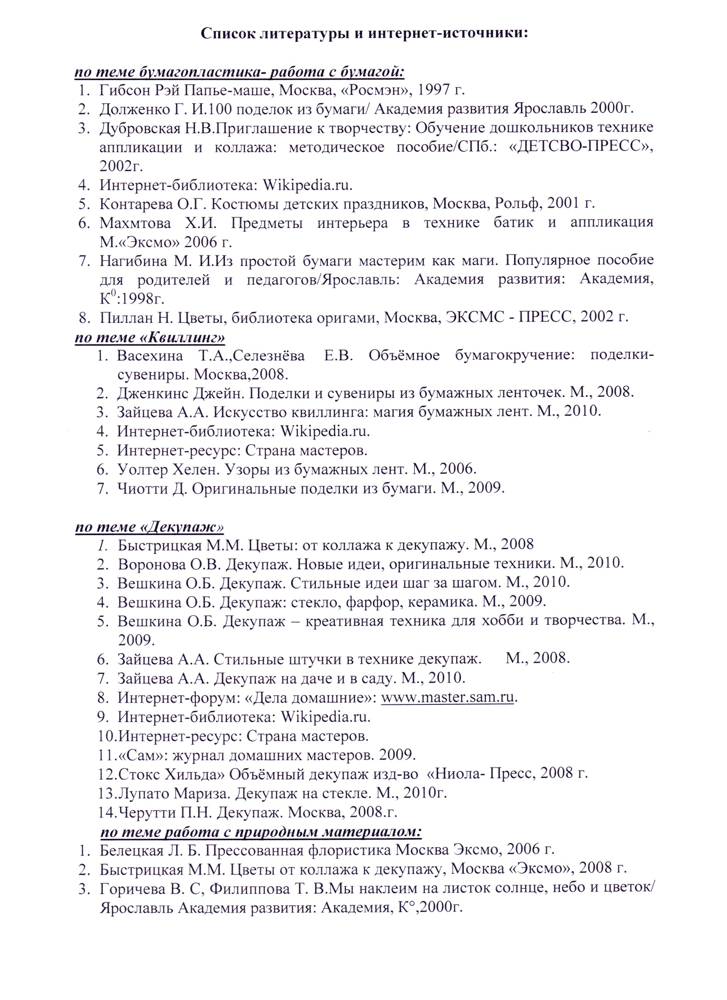 Список литературы и интернет-источники:
по теме бумагопластика- работа с бумагой:
1. Гибсон Рэй Папье-маше, Москва, «Росмэн», 1997 г.
2. Долженко Г. И.100 поделок из бумаги/ Академия развития Ярославль 2000г.
3. Дубровская Н.В.Приглашение к творчеству: Обучение дошкольников технике
аппликации и коллажа: методическое пособие/СПб.: «ДЕТСВО-ПРЕСС»,
2002г.
4. Интернет-библиотека: Wikipedia.ru.
5. Контарева О.Г. Костюмы детских праздников, Москва, Рольф, 2001 г.
6. Махмтова Х.И. Предметы интерьера в технике батик и аппликация
М.«Эксмо» 2006 г.
7. Нагибина М. И.Из простой бумаги мастерим как маги. Популярное пособие
для родителей и педагогов/Ярославль: Академия развития: Академия,
К⁰:1998г.
8. Пиллан Н. Цветы, библиотека оригами, Москва, ЭКСМС - ПРЕСС, 2002 г.
по теме «Квиллинг»
1. Васехина Т.А.,Селезнёва Е.В. Объёмное бумагокручение: поделки-
сувениры. Москва,2008.
2. Дженкинс Джейн. Поделки и сувениры из бумажных ленточек. М., 2008.
3. Зайцева А.А. Искусство квиллинга: магия бумажных лент. М., 2010.
4. Интернет-библиотека: Wikipedia.ru.
5. Интернет-ресурс: Страна мастеров.
6. Уолтер Хелен. Узоры из бумажных лент. М., 2006.
7. Чиотти Д. Оригинальные поделки из бумаги. М., 2009.
по теме «Декупаж»
1. Быстрицкая М.М. Цветы: от коллажа к декупажу. М., 2008
2. Воронова О.В. Декупаж. Новые идеи, оригинальные техники. М., 2010.
3. Вешкина О.Б. Декупаж. Стильные идеи шаг за шагом. М., 2010.
4. Вешкина О.Б. Декупаж: стекло, фарфор, керамика. М., 2009.
5. Вешкина О.Б. Декупаж – креативная техника для хобби и творчества. М.,
2009.
6. Зайцева А.А. Стильные штучки в технике декупаж. М., 2008.
7. Зайцева А.А. Декупаж на даче и в саду. М., 2010.
8. Интернет-форум: «Дела домашние»: www.master.sam.ru.
9. Интернет-библиотека: Wikipedia.ru.
10.Интернет-ресурс: Страна мастеров.
11.«Сам»: журнал домашних мастеров. 2009.
12.Стокс Хильда» Объёмный декупаж изд-во «Ниола- Пресс, 2008 г.
13.Лупато Мариза. Декупаж на стекле. М., 2010г.
14.Черутти П.Н. Декупаж. Москва, 2008.г.
по теме работа с природным материалом:
1. Белецкая Л. Б. Прессованная флористика Москва Эксмо, 2006 г.
2. Быстрицкая М.М. Цветы от коллажа к декупажу, Москва «Эксмо», 2008 г.
3. Горичева В. С, Филиппова Т. В.Мы наклеим на листок солнце, небо и цветок/
Ярославль Академия развития: Академия, К°,2000г.